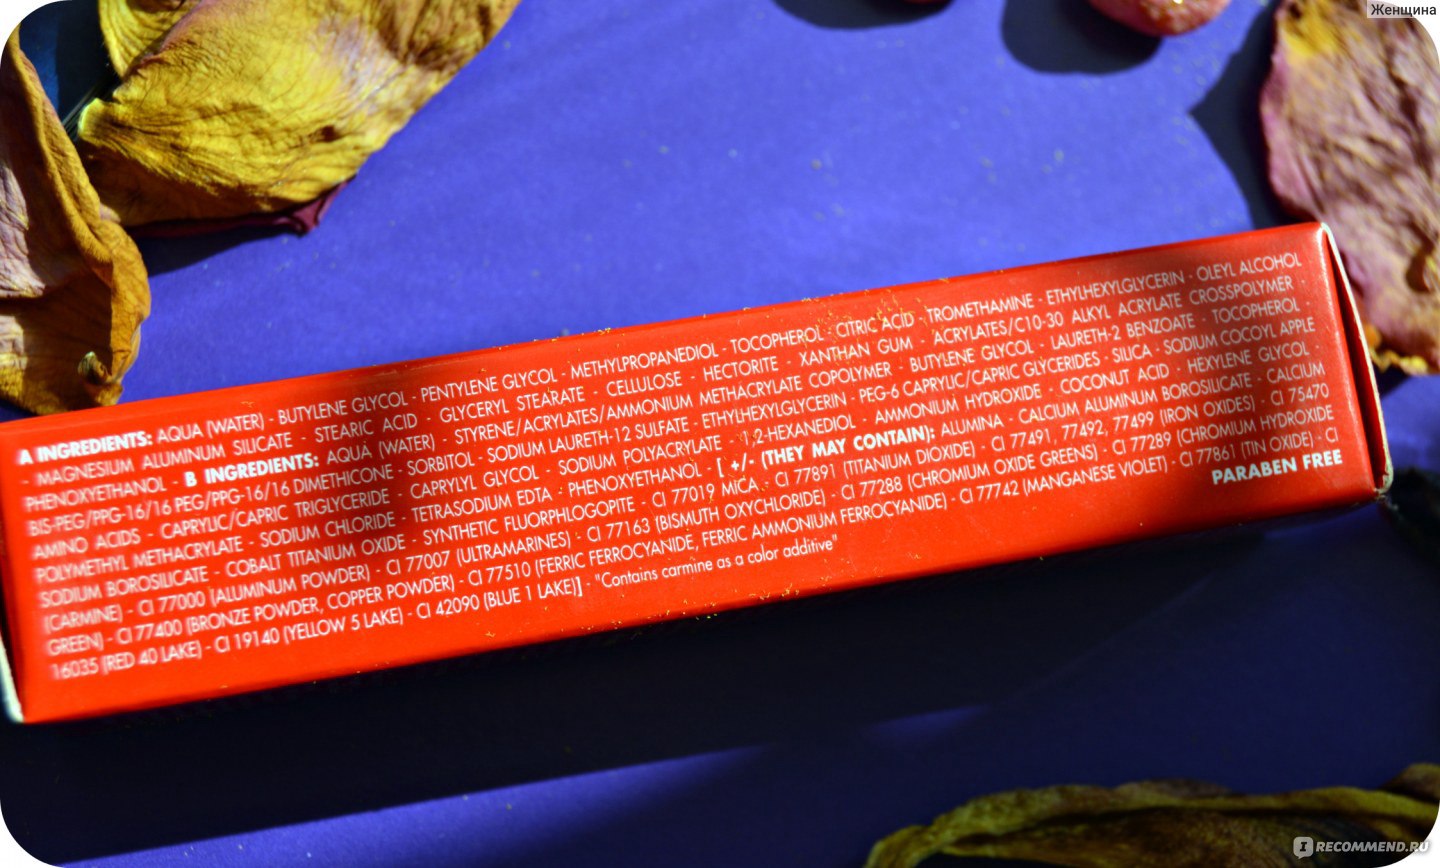 Женщина
A INGREDIENTS: AQUA (WATER) - BUTYLENE GLYCOL - PENTYLENE GLYCOL - METHYLPROPANEDIOL - TOCOPHEROL - CITRIC ACID - TROMETHAMINE - ETHYLHEXYLGLYCERIN - OLEYL ALCOHOL
- MAGNESIUM ALUMINUM SILICATE - STEARIC ACID - GLYCERYL STEARATE - CELLULOSE - HECTORITE - XANTHAN GUM - ACRYLATES/C10-30 ALKYL ACRYLATE CROSSPOLYMER -
PHENOXYETHANOL - B INGREDIENTS: AQUA (WATER) - STYRENE/ACRYLATES/AMMONIUM METHACRYLATE COPOLYMER - BUTYLENE GLYCOL - LAURETH-2 BENZOATE - TOCOPHEROL -
BIS-PEG/PPG-16/16 PEG/PPG-16/16 DIMETHICONE - SORBITOL - SODIUM LAURETH-12 SULFATE - ETHYLHEXYLGLYCERIN - PEG-6 CAPRYLIC/CAPRIC GLYCERIDES - SILICA - SODIUM COCOYL APPLE
AMINO ACIDS - CAPRYLIC/CAPRIC TRIGLYCERIDE - CAPRYLYL GLYCOL - SODIUM POLYACRYLATE - 1,2-HEXANEDIOL - AMMONIUM HYDROXIDE - COCONUT ACID - HEXYLENE GLYCOL -
POLYMETHYL METHACRYLATE - SODIUM CHLORIDE - TETRASODIUM EDTA - PHENOXYETHANOL - [ +/- (THEY MAY CONTAIN): ALUMINA - CALCIUM ALUMINUM BOROSILICATE - CALCIUM
SODIUM BOROSILICATE - COBALT TITANIUM OXIDE - SYNTHETIC FLUORPHLOGOPITE - CI 77019 MICA - CI 77891 (TITANIUM DIOXIDE) - CI 77491, 77492, 77499 (IRON OXIDES) - CI 75470
(CARMINE) - CI 77000 (ALUMINUM POWDER) - CI 77007 (ULTRAMARINES) - CI 77163 (BISMUTH OXYCHLORIDE) - CI 77288 (CHROMIUM OXIDE GREENS) - CI 77289 (CHROMIUM HYDROXIDE
GREEN) - CI 77400 (BRONZE POWDER, COPPER POWDER) - CI 77510 (FERRIC FERROCYANIDE, FERRIC AMMONIUM FERROCYANIDE) - CI 77742 (MANGANESE VIOLET) - CI 77861 (TIN OXIDE) - CI
16035 (RED 40 LAKE) - CI 19140 (YELLOW 5 LAKE) - CI 42090 (BLUE 1 LAKE)] - "Contains carmine as a color additive"
PARABEN FREE
IRECOMMEND.RU